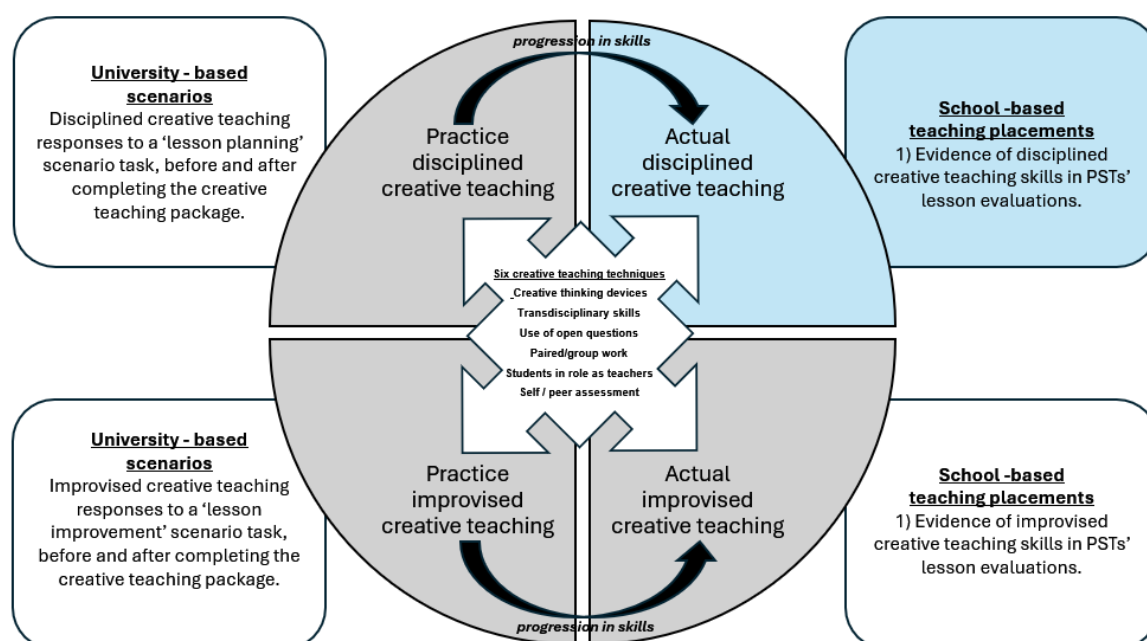 progression in skills
University - based
scenarios
Disciplined creative teaching
responses to a ‘lesson planning’
scenario task, before and after
completing the creative
teaching package.
Practice
disciplined
creative teaching
Actual
disciplined
creative teaching
School -based
teaching placements
1) Evidence of disciplined
creative teaching skills in PSTs’
lesson evaluations.
Six creative teaching techniques
Creative thinking devices
Transdisciplinary skills
Use of open questions
Paired/group work
Students in role as teachers
Self / peer assessment
University - based
scenarios
Improvised creative teaching
responses to a ‘lesson
improvement’ scenario task,
before and after completing the
creative teaching package.
Practice
improvised
creative teaching
Actual
improvised
creative teaching
School -based
teaching placements
1) Evidence of improvised
creative teaching skills in PSTs’
lesson evaluations.
progression in skills